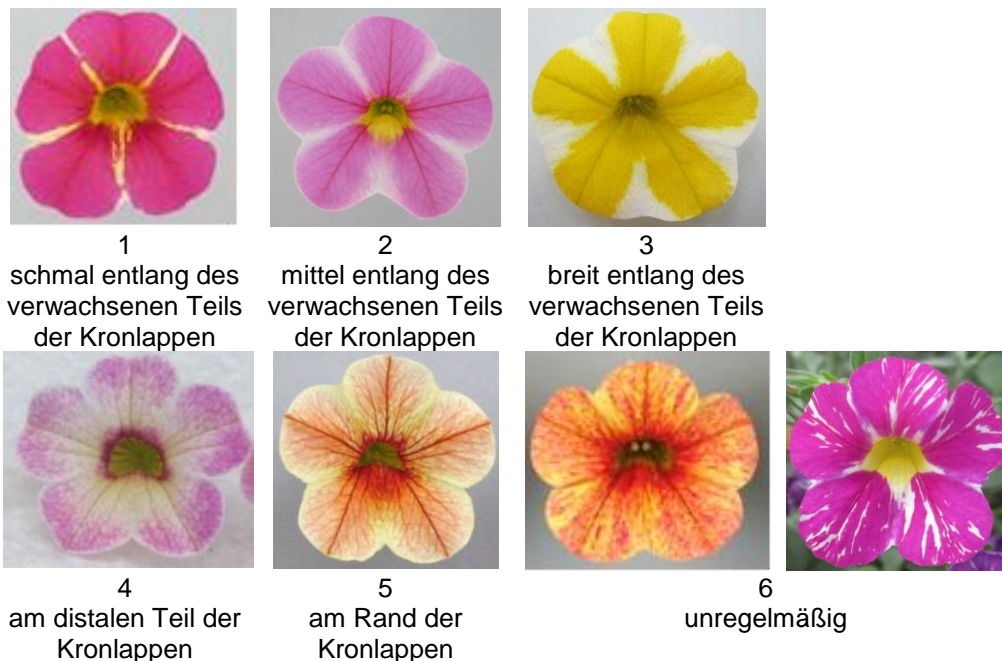 1
schmal entlang des
verwachsenen Teils
der Kronlappen
2
mittel entlang des
verwachsenen Teils
der Kronlappen
3
breit entlang des
verwachsenen Teils
der Kronlappen
4
am distalen Teil der
Kronlappen
5
am Rand der
Kronlappen
6
unregelmäßig